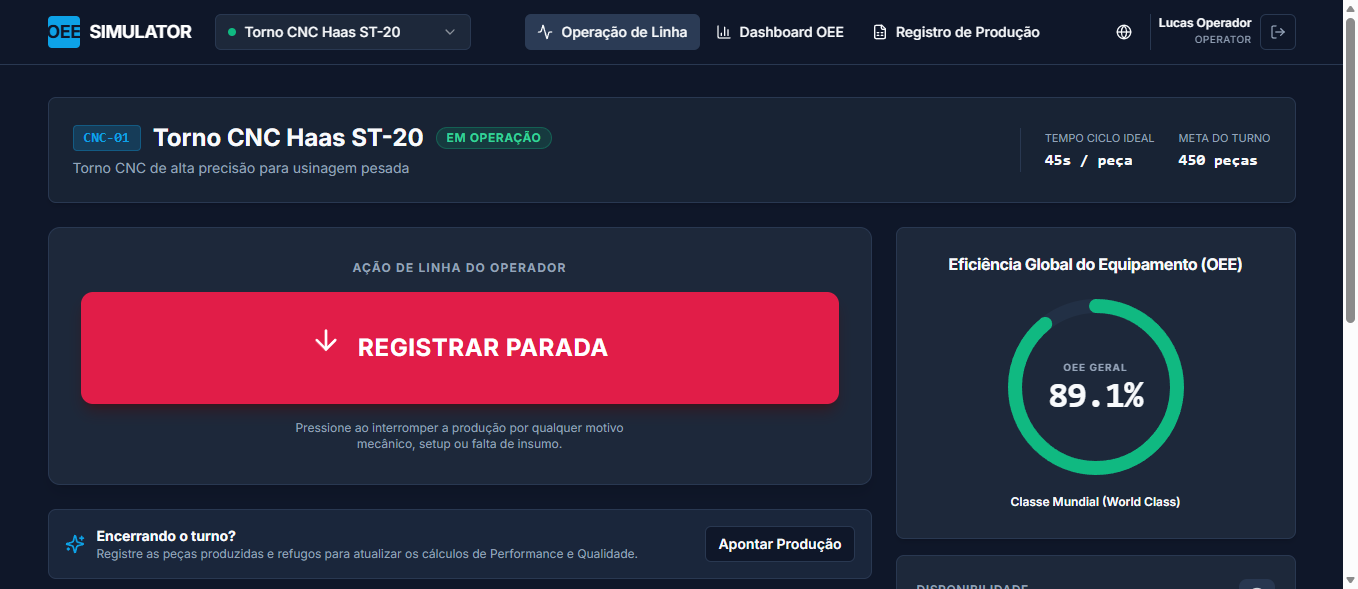 OEE SIMULATOR
Torno CNC Haas ST-20
Operação de Linha
Dashboard OEE
Registro de Produção
Lucas Operador
OPERATOR
CNC-01
Torno CNC Haas ST-20
EM OPERAÇÃO
Torno CNC de alta precisão para usinagem pesada
TEMPO CICLO IDEAL
45s / peça
META DO TURNO
450 peças
AÇÃO DE LINHA DO OPERADOR
REGISTRAR PARADA
Pressione ao interromper a produção por qualquer motivo
mecânico, setup ou falta de insumo.
Encerrando o turno?
Registre as peças produzidas e refugos para atualizar os cálculos de Performance e Qualidade.
Apontar Produção
Eficiência Global do Equipamento (OEE)
OEE GERAL
89.1%
Classe Mundial (World Class)
DISPONIBILIDADE